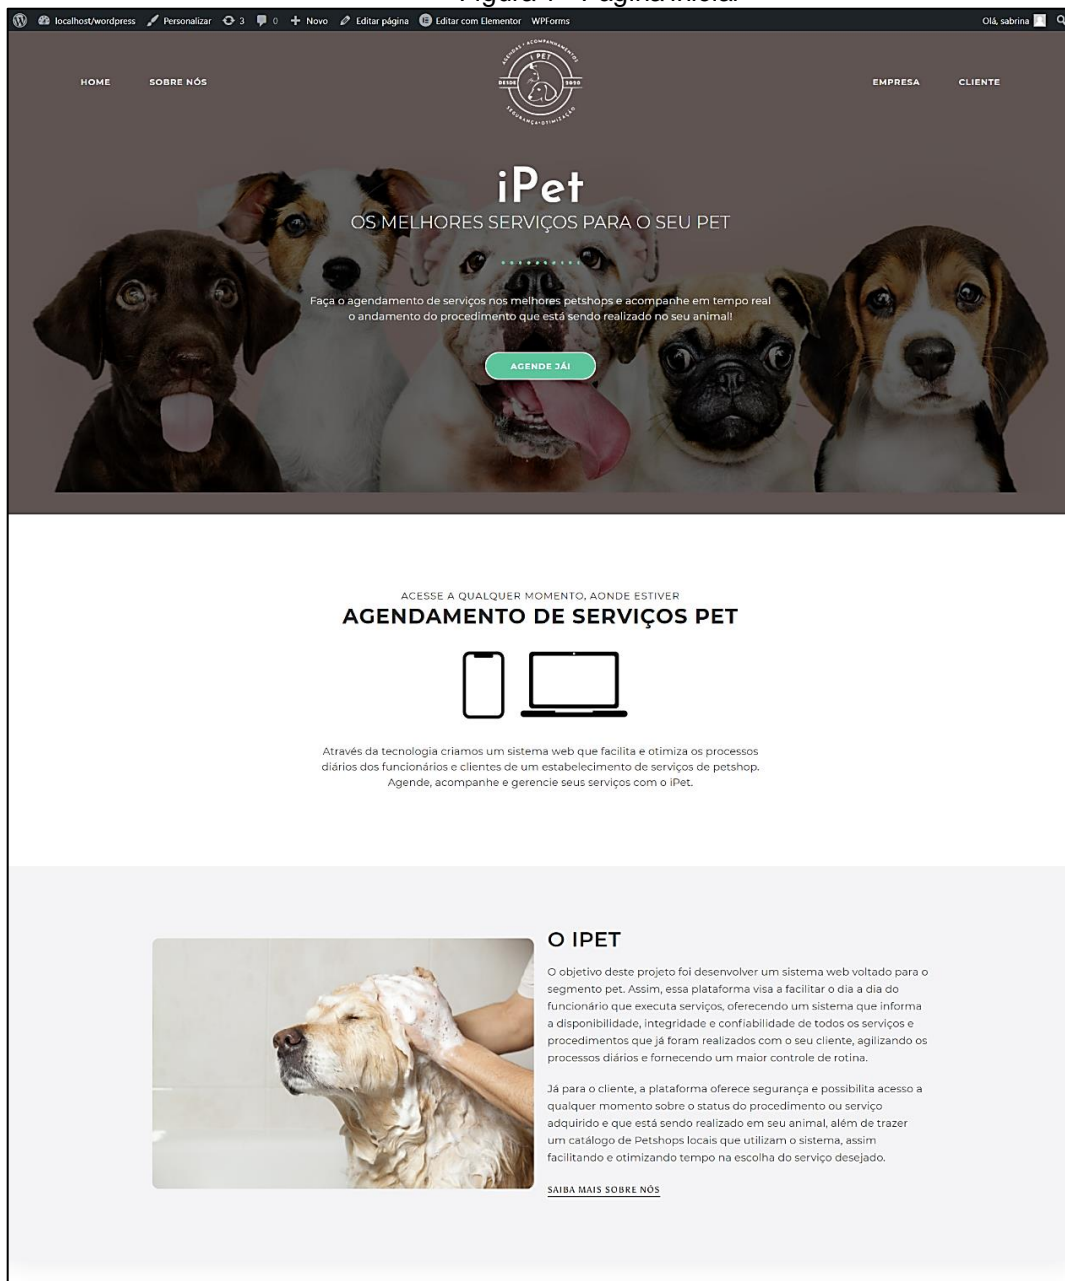 Figura 1 - Página Inicial
localhost/wordpress Personalizar 3 0 Novo Editar página Editar com Elementor WPForms Olá, sabrina
HOME SOBRE NÓS EMPRESA CLIENTE
AGENDAS • ACOMPANHAMENTOS
I PET
DESDE 2020
SEGURANÇA•OTIMIZAÇÃO
iPet
OS MELHORES SERVIÇOS PARA O SEU PET
Faça o agendamento de serviços nos melhores petshops e acompanhe em tempo real
o andamento do procedimento que está sendo realizado no seu animal!
AGENDE JÁ!
ACESSE A QUALQUER MOMENTO, AONDE ESTIVER
AGENDAMENTO DE SERVIÇOS PET
Através da tecnologia criamos um sistema web que facilita e otimiza os processos
diários dos funcionários e clientes de um estabelecimento de serviços de petshop.
Agende, acompanhe e gerencie seus serviços com o iPet.
O IPET
O objetivo deste projeto foi desenvolver um sistema web voltado para o
segmento pet. Assim, essa plataforma visa a facilitar o dia a dia do
funcionário que executa serviços, oferecendo um sistema que informa
a disponibilidade, integridade e confiabilidade de todos os serviços e
procedimentos que já foram realizados com o seu cliente, agilizando os
processos diários e fornecendo um maior controle de rotina.
Já para o cliente, a plataforma oferece segurança e possibilita acesso a
qualquer momento sobre o status do procedimento ou serviço
adquirido e que está sendo realizado em seu animal, além de trazer
um catálogo de Petshops locais que utilizam o sistema, assim
facilitando e otimizando tempo na escolha do serviço desejado.
SAIBA MAIS SOBRE NÓS